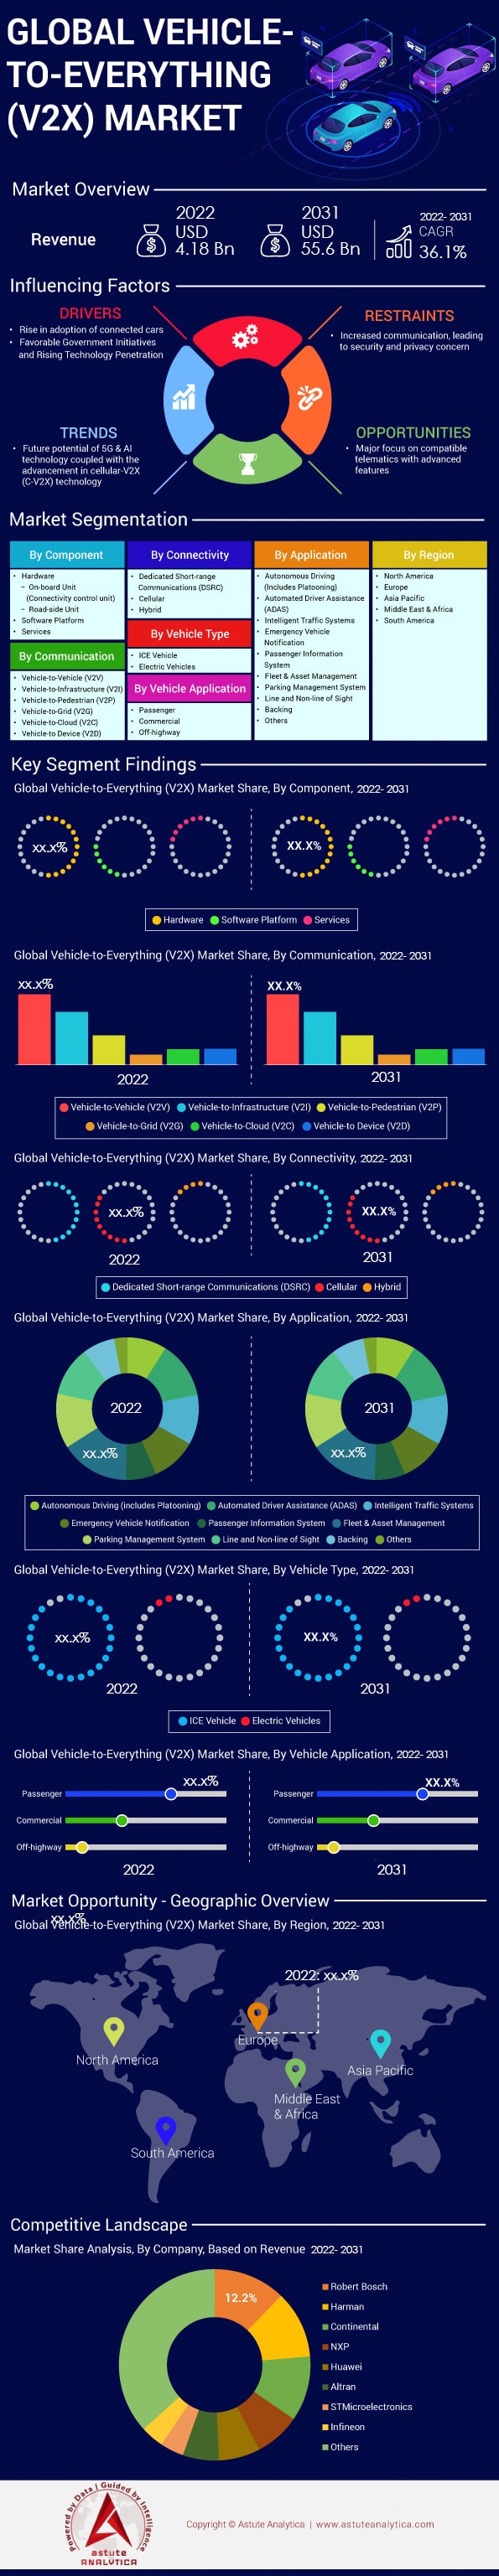 GLOBAL VEHICLE-
TO-EVERYTHING
(V2X) MARKET
Market Overview
Revenue
2022
USD
4.18 Bn
2031
USD
55.6 Bn
2022- 2031
CAGR
36.1%
Influencing Factors
DRIVERS
• Rise in adoption of connected cars
• Favorable Government Initiatives
and Rising Technology Penetration
RESTRAINTS
• Increased communication, leading
to security and privacy concern
TRENDS
• Future potential of 5G & AI
technology coupled with the
advancement in cellular-V2X
(C-V2X) technology
OPPORTUNITIES
• Major focus on compatible
telematics with advanced
features
Market Segmentation
By Component
• Hardware
– On-board Unit
(Connectivity control unit)
– Road-side Unit
• Software Platform
• Services
By Communication
• Vehicle-to-Vehicle (V2V)
• Vehicle-to-Infrastructure (V2I)
• Vehicle-to-Pedestrian (V2P)
• Vehicle-to-Grid (V2G)
• Vehicle-to-Cloud (V2C)
• Vehicle-to Device (V2D)
By Connectivity
• Dedicated Short-range
Communications (DSRC)
• Cellular
• Hybrid
By Vehicle Type
• ICE Vehicle
• Electric Vehicles
By Vehicle Application
• Passenger
• Commercial
• Off-highway
By Application
• Autonomous Driving
(Includes Platooning)
• Automated Driver Assistance
(ADAS)
• Intelligent Traffic Systems
• Emergency Vehicle
Notification
• Passenger Information
System
• Fleet & Asset Management
• Parking Management System
• Line and Non-line of Sight
• Backing
• Others
By Region
• North America
• Europe
• Asia Pacific
• Middle East & Africa
• South America
Key Segment Findings
Global Vehicle-to-Everything (V2X) Market Share, By Component, 2022- 2031
xx.x%
XX.X%
Hardware Software Platform Services
Global Vehicle-to-Everything (V2X) Market Share, By Communication, 2022- 2031
xx.x%
XX.X%
2022
2031
Vehicle-to-Vehicle (V2V) Vehicle-to-Infrastructure (V2I) Vehicle-to-Pedestrian (V2P)
Vehicle-to-Grid (V2G) Vehicle-to-Cloud (V2C) Vehicle-to Device (V2D)
Global Vehicle-to-Everything (V2X) Market Share, By Connectivity, 2022- 2031
xx.x%
XX.X%
2022
2031
Dedicated Short-range Communications (DSRC) Cellular Hybrid
Global Vehicle-to-Everything (V2X) Market Share, By Application, 2022- 2031
2022
xx.x%
2031
xx.x%
Autonomous Driving (includes Platooning) Automated Driver Assistance (ADAS) Intelligent Traffic Systems
Emergency Vehicle Notification Passenger Information System Fleet & Asset Management
Parking Management System Line and Non-line of Sight Backing Others
Global Vehicle-to-Everything (V2X) Market Share, By Vehicle Type, 2022- 2031
xx.x%
XX.X%
2022
2031
ICE Vehicle Electric Vehicles
Global Vehicle-to-Everything (V2X) Market Share, By Vehicle Application, 2022- 2031
xx.x%
Passenger
Commercial
Off-highway
2022
XX.X%
Passenger
Commercial
Off-highway
2031
Market Opportunity - Geographic Overview
xx.x%
Global Vehicle-to-Everything (V2X) Market Share, By Region, 2022- 2031
2022: xx.x%
Europe
North America
Asia Pacific
Middle East
& Africa
South America
Competitive Landscape
Market Share Analysis, By Company, Based on Revenue 2022- 2031
12.2%
Robert Bosch
Harman
Continental
NXP
Huawei
Altran
STMicroelectronics
Infineon
Others
Powered by Data | Guided by Intelligence
astute
ANALYTICA
Copyright © Astute Analytica | www.astuteanalytica.com